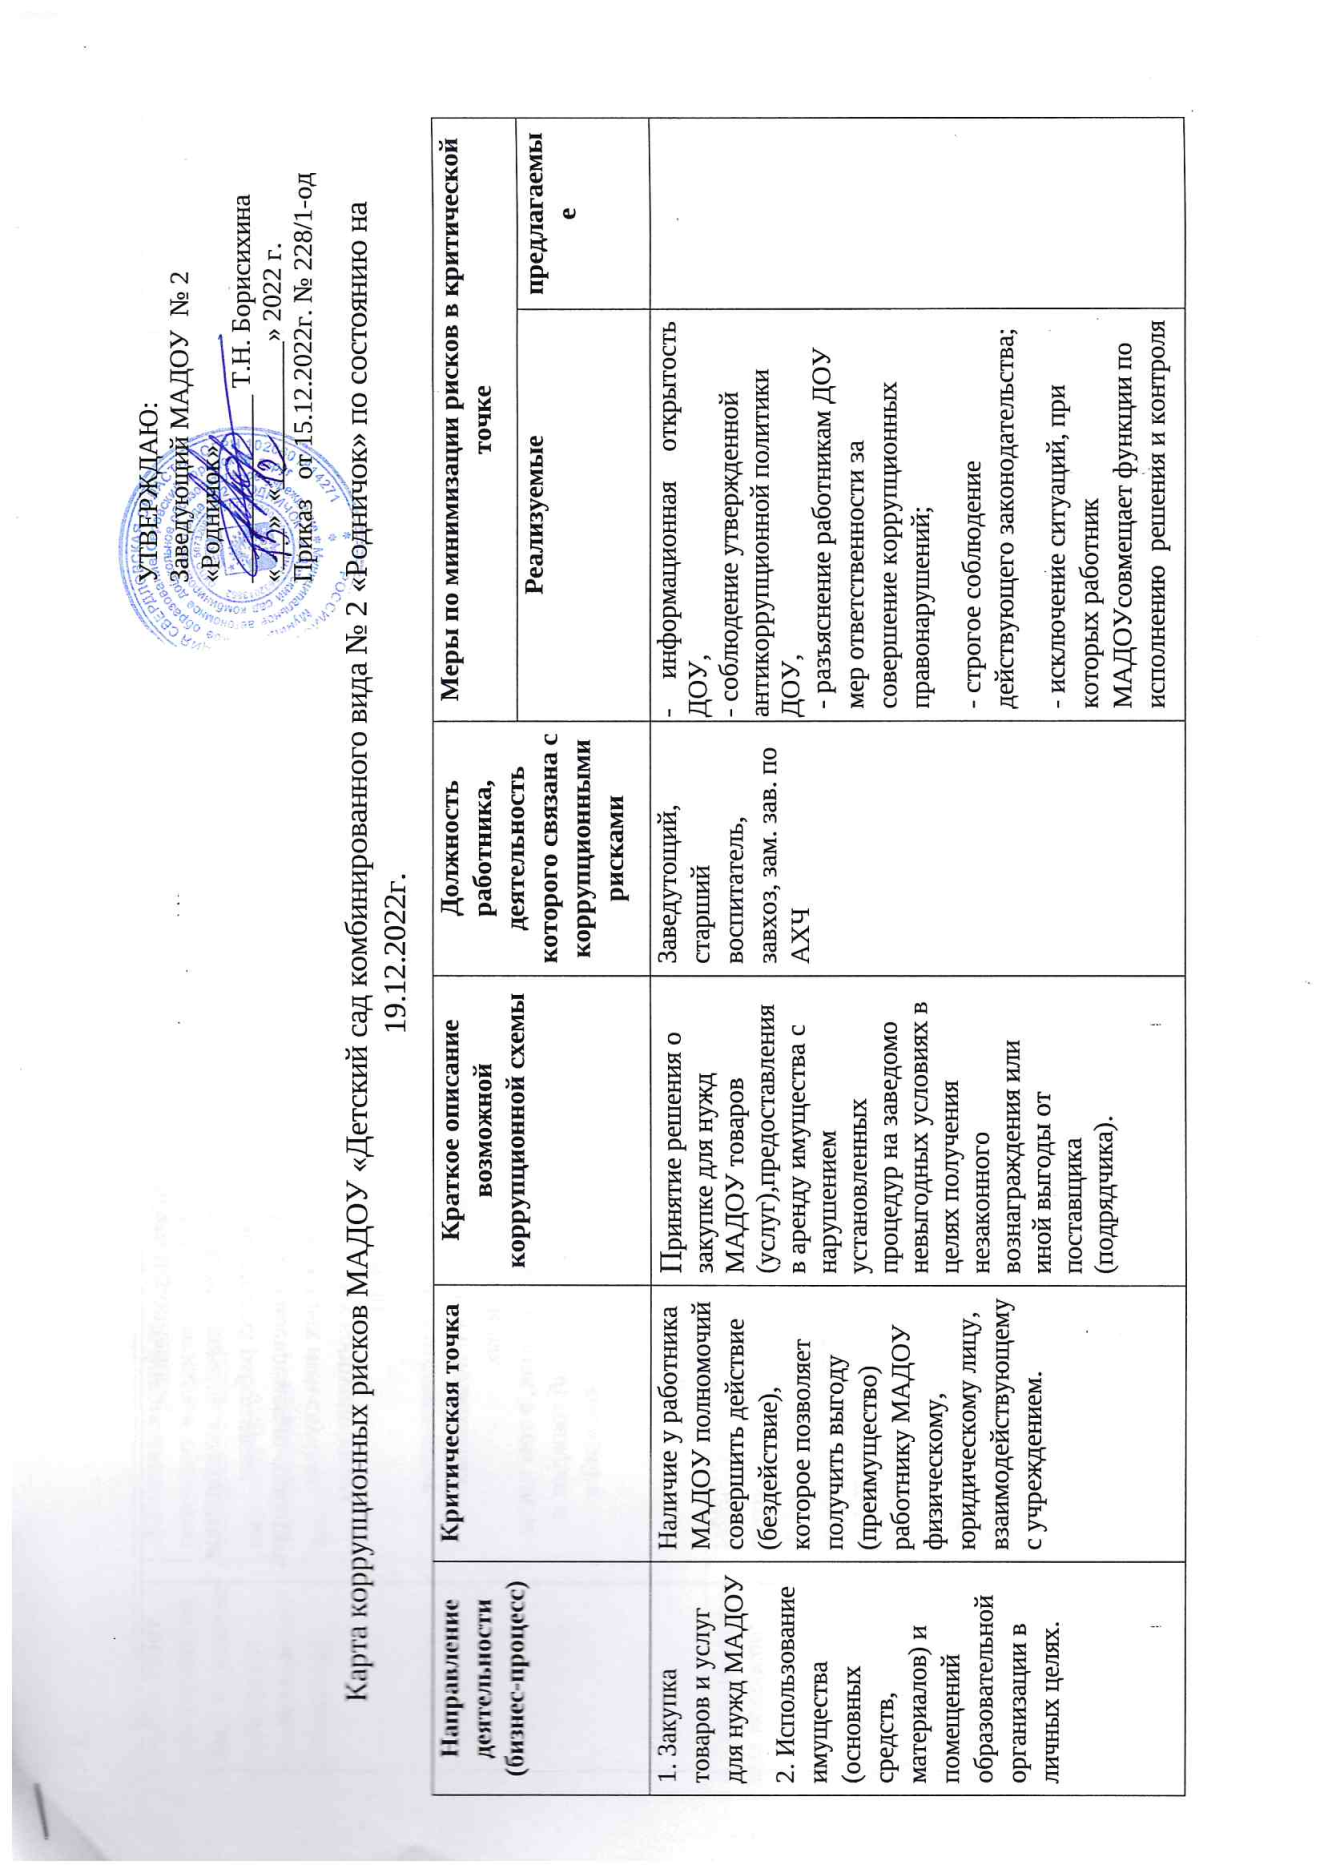 УТВЕРЖДАЮ:
Заведующий МАДОУ № 2
«Родничок»
Т.Н. Борисихина
« 15 » « 12 » 2022 г.
Приказ от 15.12.2022г. № 228/1-од
Карта коррупционных рисков МАДОУ «Детский сад комбинированного вида № 2 «Родничок» по состоянию на
19.12.2022г.
Направление
деятельности
(бизнес-процесс)
Критическая точка
Краткое описание
возможной
коррупционной схемы
Должность
работника,
деятельность
которого связана с
коррупционными
рисками
Меры по минимизации рисков в критической
точке
Реализуемые
предлагаемы
е
1. Закупка
товаров и услуг
для нужд МАДОУ
2. Использование
имущества
(основных
средств,
материалов) и
помещений
образовательной
организации в
личных целях.
Наличие у работника
МАДОУ полномочий
совершить действие
(бездействие),
которое позволяет
получить выгоду
(преимущество)
работнику МАДОУ
физическому,
юридическому лицу,
взаимодействующему
с учреждением.
Принятие решения о
закупке для нужд
МАДОУ товаров
(услуг),предоставления
в аренду имущества с
нарушением
установленных
процедур на заведомо
невыгодных условиях в
целях получения
незаконного
вознаграждения или
иной выгоды от
поставщика
(подрядчика).
Заведутощий,
старший
воспитатель,
завхоз, зам. зав. по
АХЧ
- информационная открытость
ДОУ,
- соблюдение утвержденной
антикоррупционной политики
ДОУ,
- разъяснение работникам ДОУ
мер ответственности за
совершение коррупционных
правонарушений;
- строгое соблюдение
действующего законодательства;
- исключение ситуаций, при
которых работник
МАДОУсовмещает функции по
исполнению решения и контроля